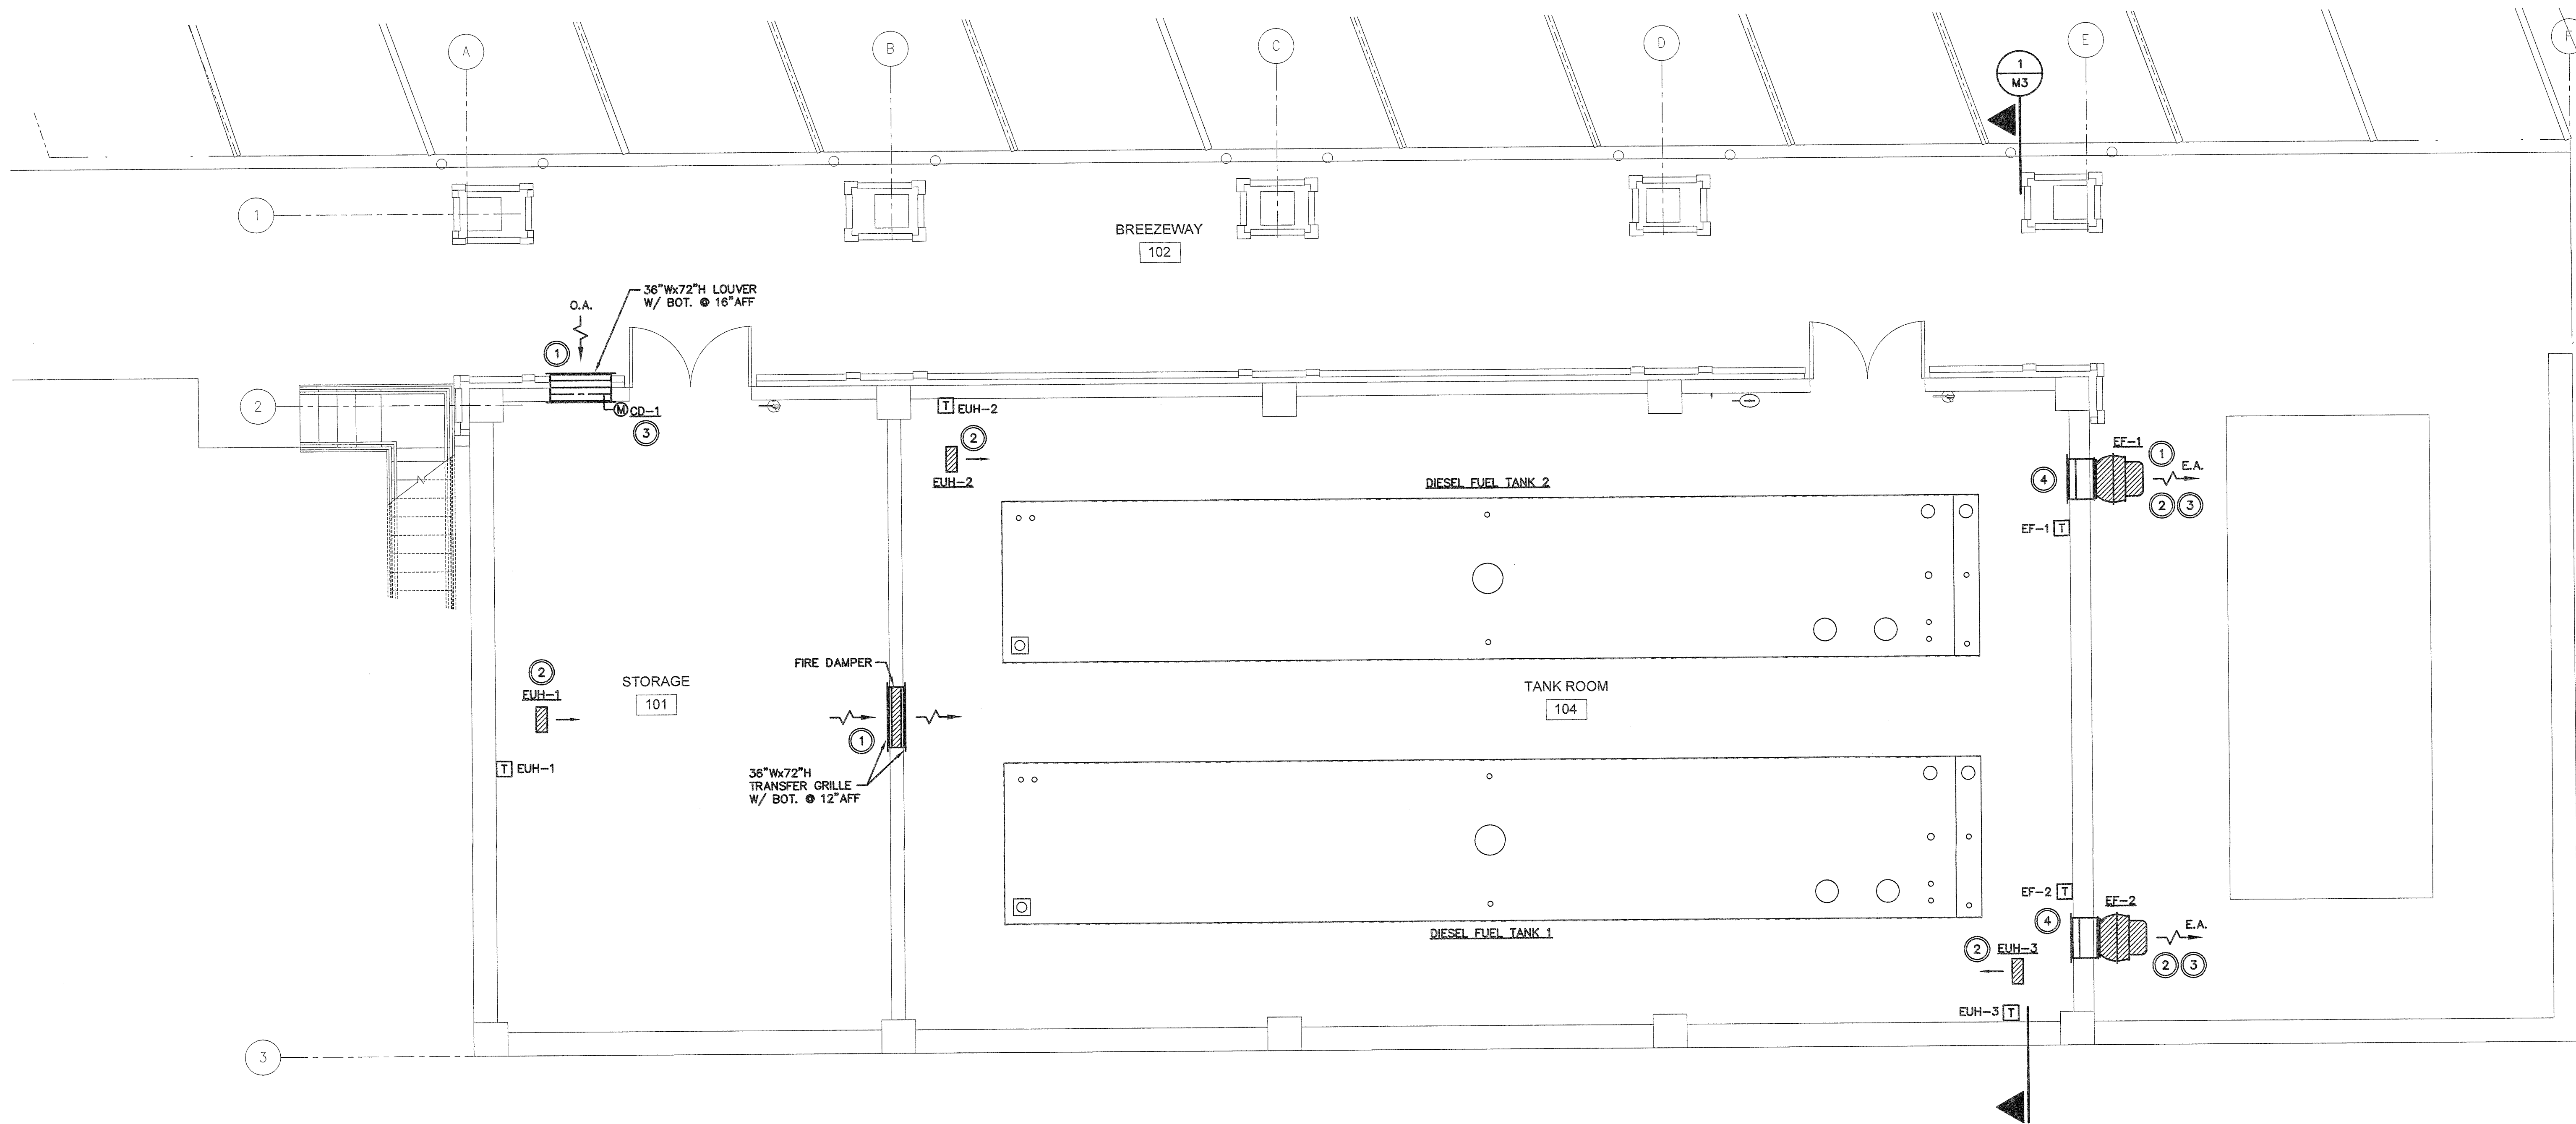 A
B
C
D
E
F
1
M3
1
BREEZEWAY
102
36"Wx72"H LOUVER
W/ BOT. @ 16"AFF
O.A.
1
2
M CD-1
3
T EUH-2
2
EUH-2
DIESEL FUEL TANK 2
EF-1
1
E.A.
4
2 3
EF-1 T
N
FIRE DAMPER
2
EUH-1
STORAGE
101
TANK ROOM
104
1
T EUH-1
36"Wx72"H
TRANSFER GRILLE
W/ BOT. @ 12"AFF
EF-2 T
EF-2
4
E.A.
DIESEL FUEL TANK 1
2 EUH-3
2 3
EUH-3 T
3